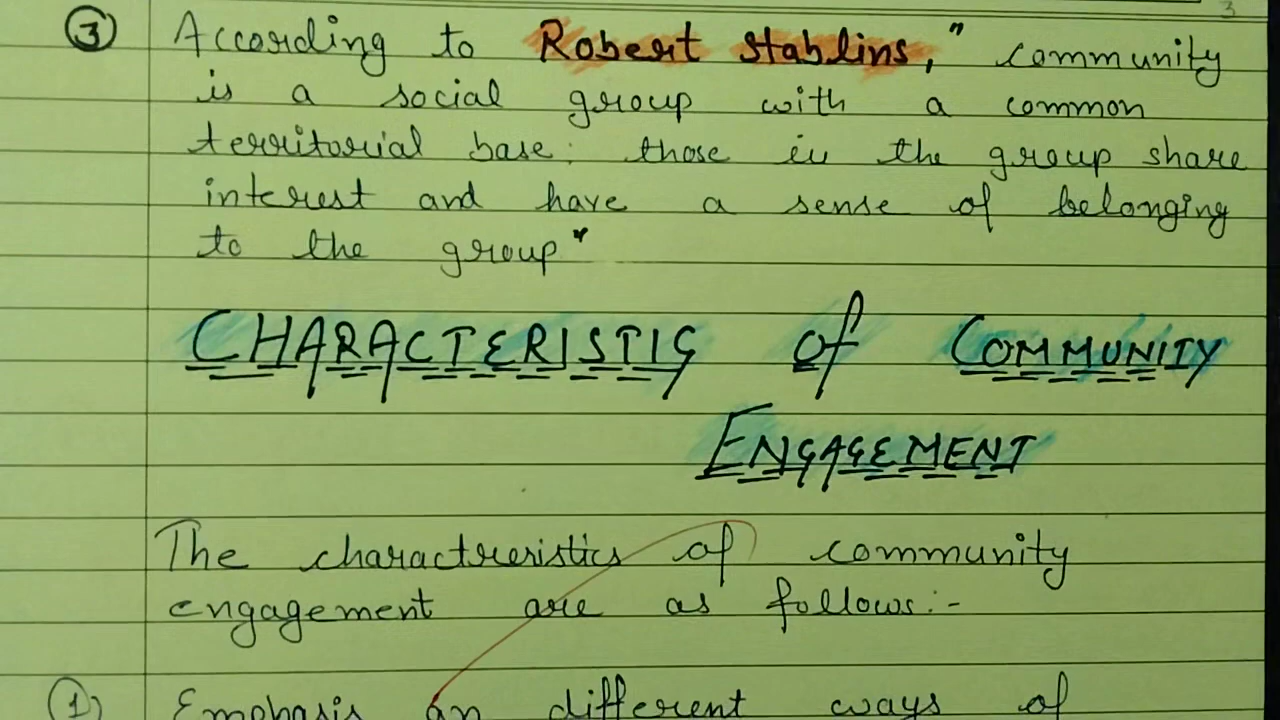 3
③ According to Robert Stablins," community
is a social group with a common
territorial base: those in the group share
interest and have a sense of belonging
to the group"
CHARACTERISTIC of COMMUNITY
ENGAGEMENT
The charactreristics of community
engagement are as follows:-
① Emphasis on different ways of